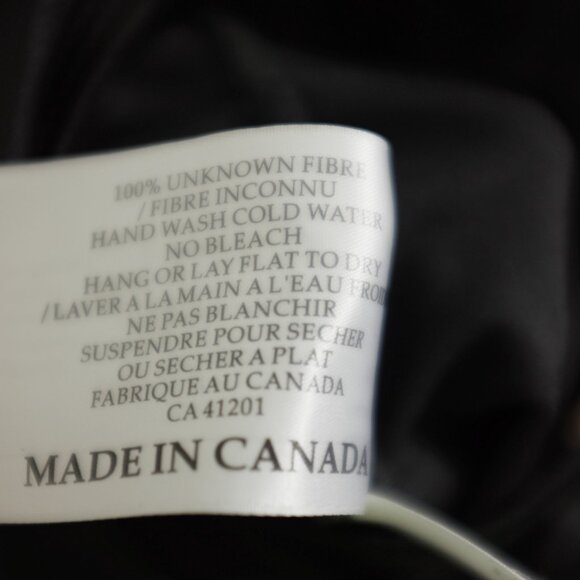 100% UNKNOWN FIBRE
/ FIBRE INCONNU
HAND WASH COLD WATER
NO BLEACH
HANG OR LAY FLAT TO DRY
/ LAVER A LA MAIN A L'EAU FROIDE
NE PAS BLANCHIR
SUSPENDRE POUR SECHER
OU SECHER A PLAT
FABRIQUE AU CANADA
CA 41201
MADE IN CANADA